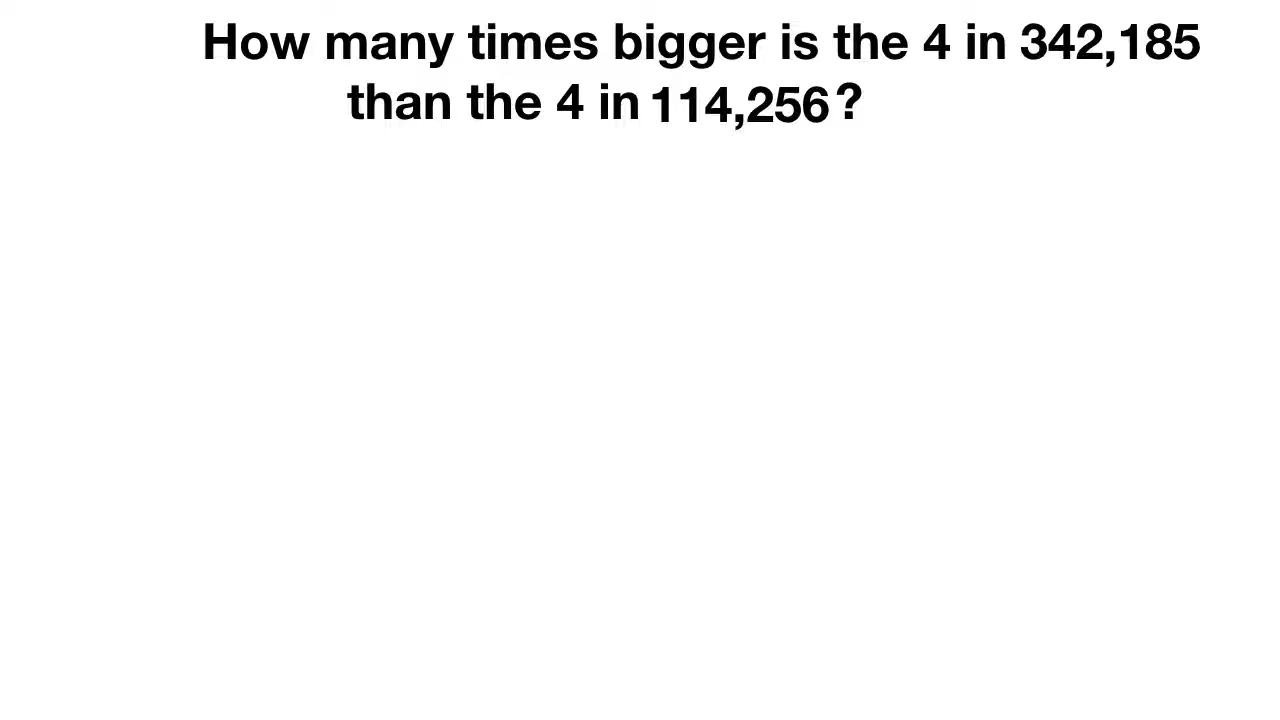 How many times bigger is the 4 in 342,185
than the 4 in 114,256?